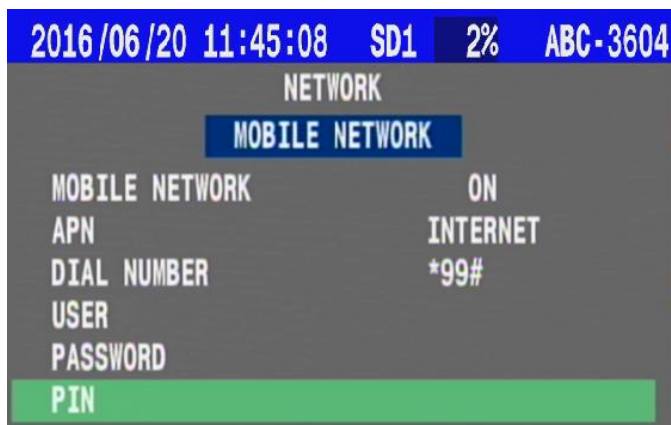 2016/06/20 11:45:08 SD1 2% ABC-3604
NETWORK
MOBILE NETWORK
MOBILE NETWORK ON
APN INTERNET
DIAL NUMBER *99#
USER
PASSWORD
PIN